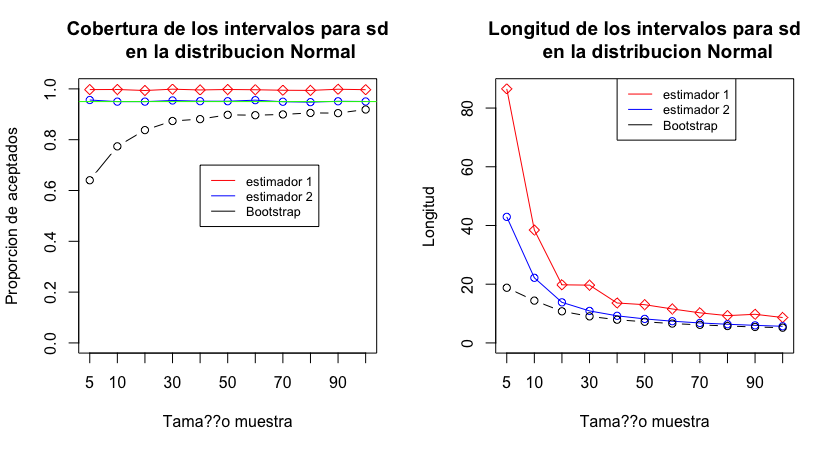 Cobertura de los intervalos para sd
en la distribucion Normal
Proporcion de aceptados
1.0
0.8
0.6
0.4
0.2
0.0
estimador 1
estimador 2
Bootstrap
5 10 30 50 70 90
Tama??o muestra
Longitud de los intervalos para sd
en la distribucion Normal
Longitud
80
60
40
20
0
estimador 1
estimador 2
Bootstrap
5 10 30 50 70 90
Tama??o muestra